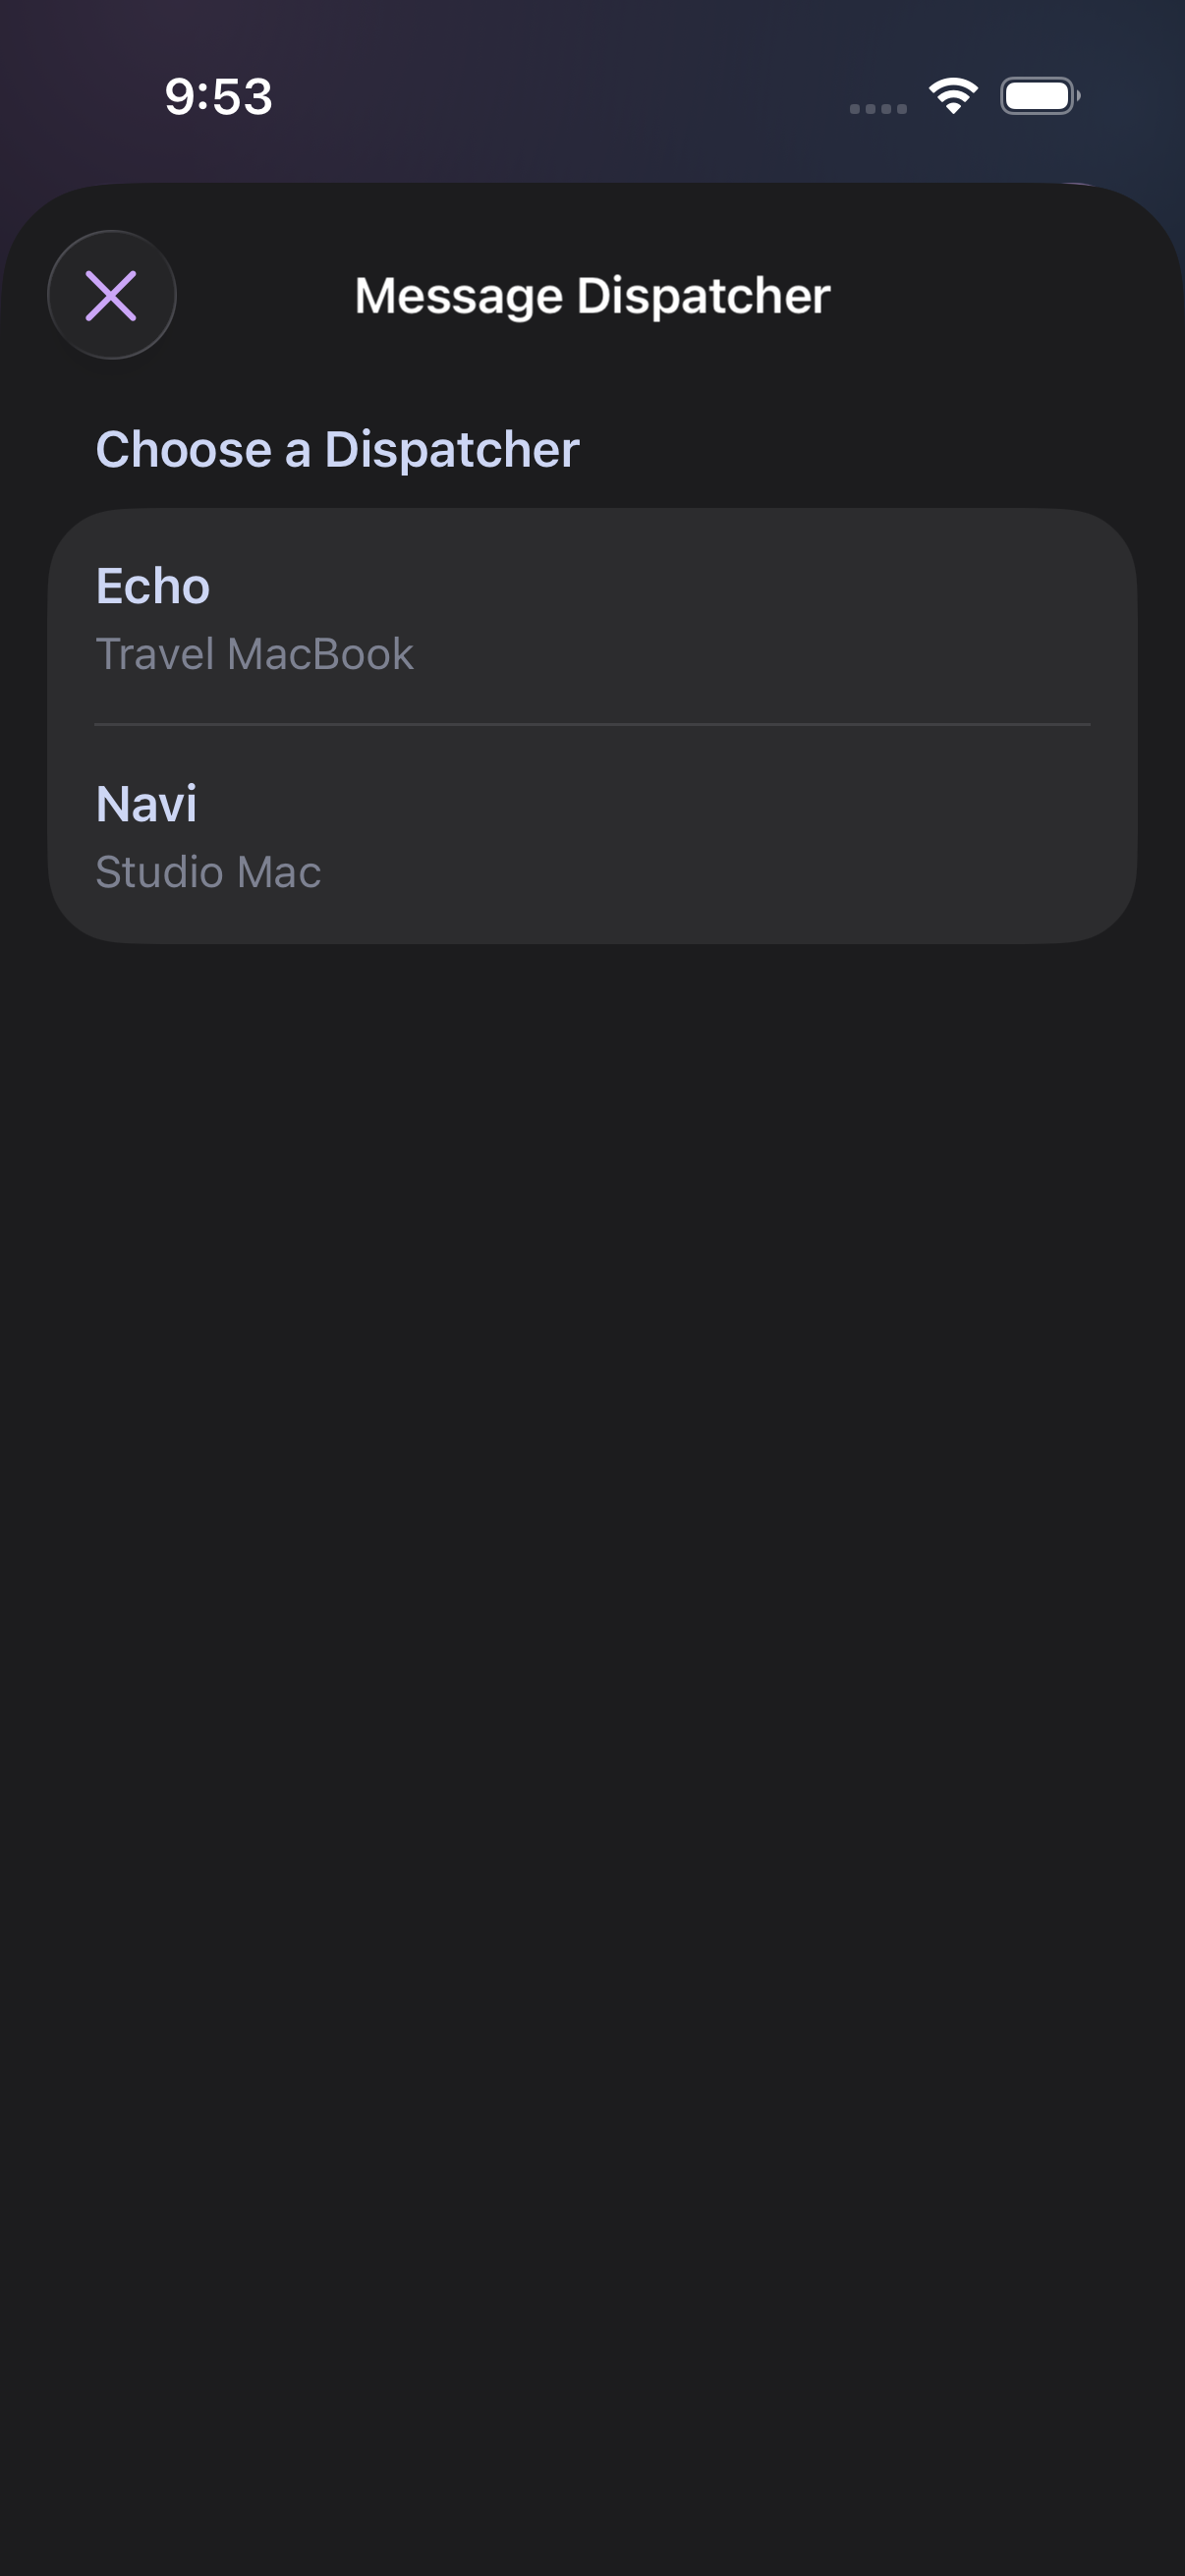 9:53
Message Dispatcher
Choose a Dispatcher
Echo
Travel MacBook
Navi
Studio Mac